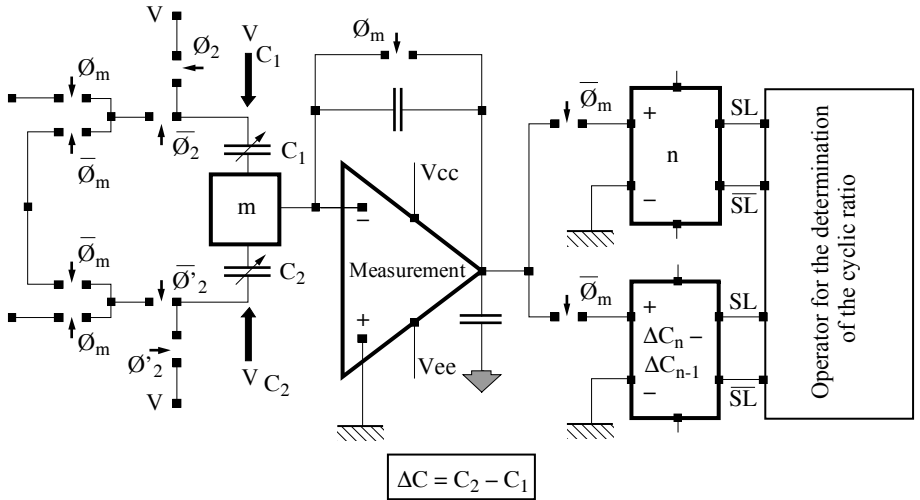 V
Ø₂
V
C₁
Øₘ
Ø̅ₘ
Ø̅₂
C₁
m
C₂
Ø̅ₘ
Ø̅'₂
Øₘ
Ø'₂
V
V C₂
Øₘ
Vcc
−
Measurement
+
Vee
Ø̅ₘ
+
n
−
SL
S̅L̅
Ø̅ₘ
+
ΔCₙ −
ΔCₙ₋₁
−
SL
S̅L̅
Operator for the determination
of the cyclic ratio
ΔC = C₂ − C₁